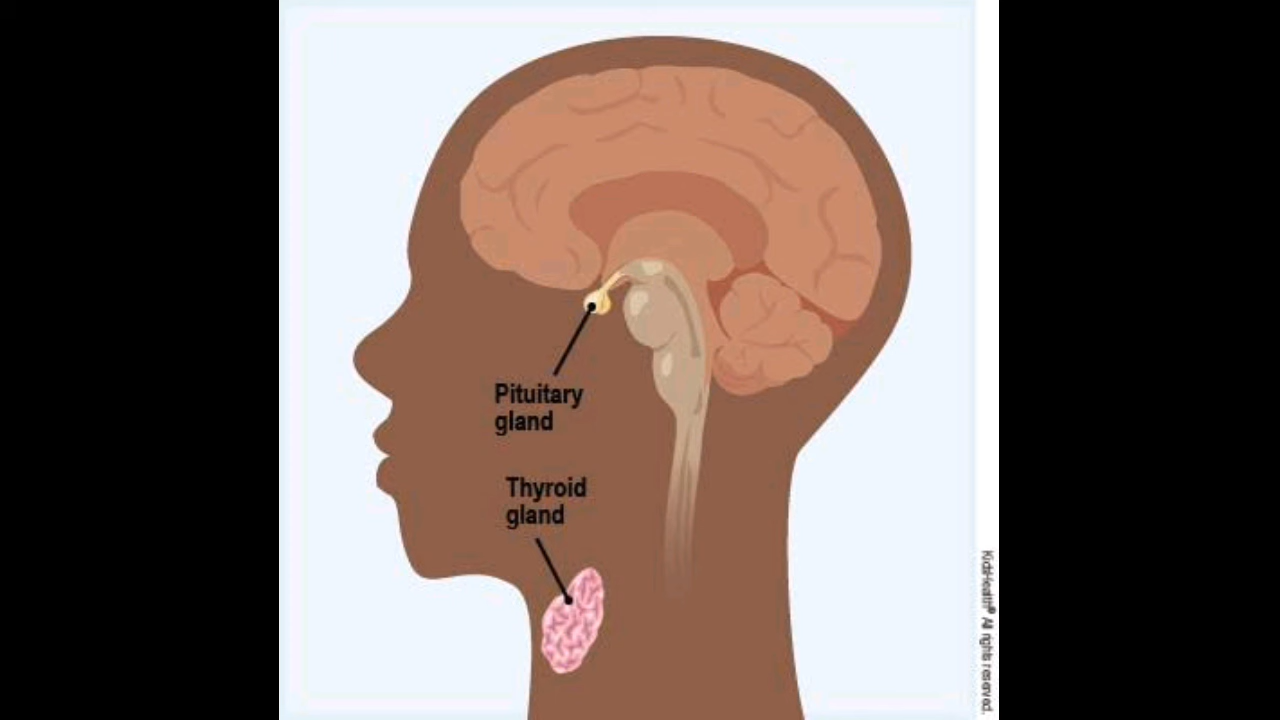 Pituitary
gland
Thyroid
gland
KidsHealth® All rights reserved.